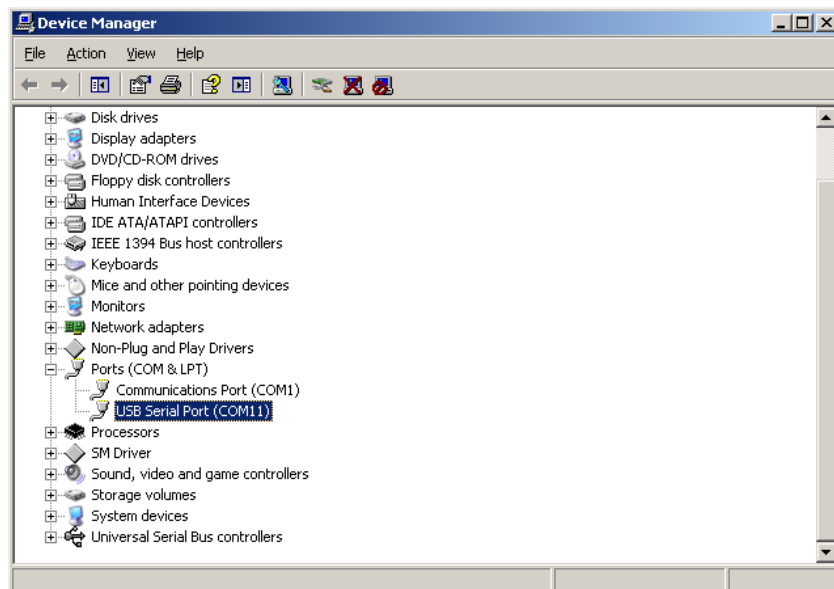 Device Manager
File Action View Help
Disk drives
Display adapters
DVD/CD-ROM drives
Floppy disk controllers
Human Interface Devices
IDE ATA/ATAPI controllers
IEEE 1394 Bus host controllers
Keyboards
Mice and other pointing devices
Monitors
Network adapters
Non-Plug and Play Drivers
Ports (COM & LPT)
Communications Port (COM1)
USB Serial Port (COM11)
Processors
SM Driver
Sound, video and game controllers
Storage volumes
System devices
Universal Serial Bus controllers